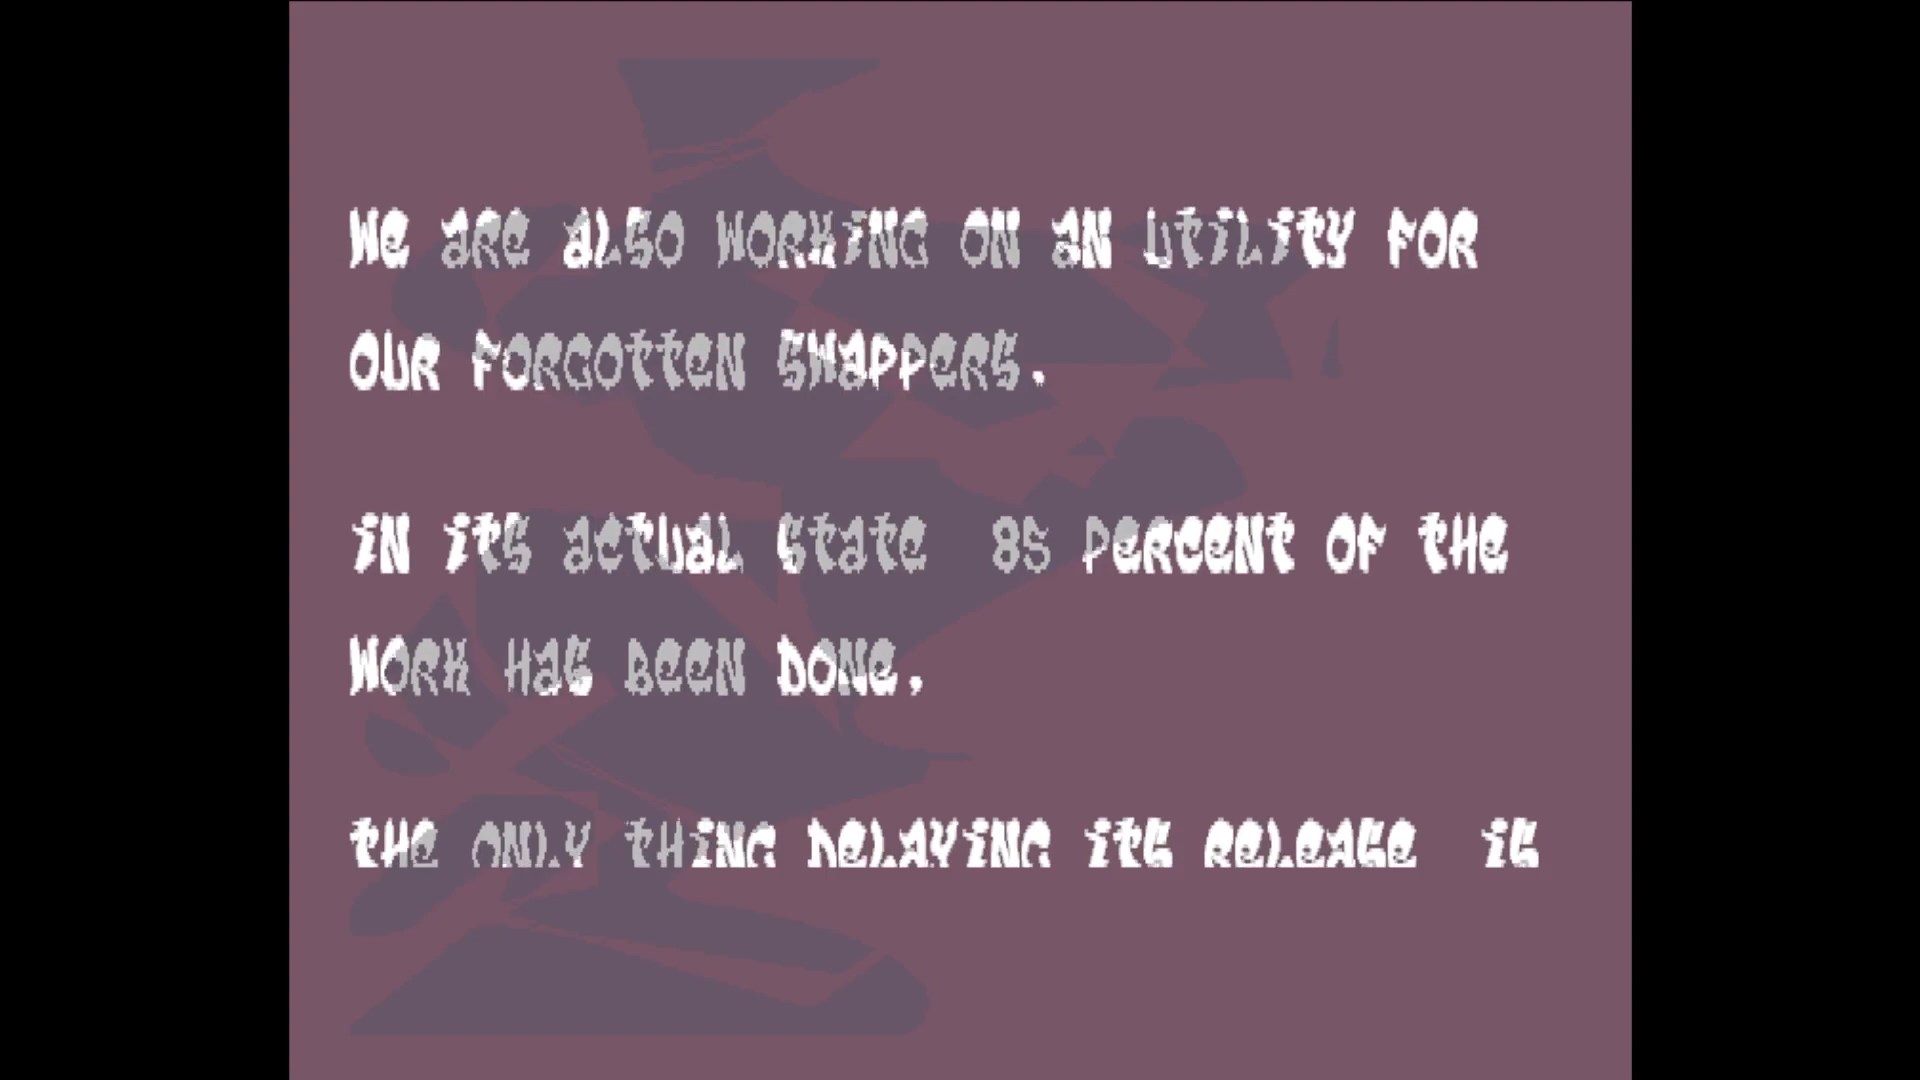 WE ARE ALSO WORKING ON AN UTILITY FOR
OUR FORGOTTEN SWAPPERS.
IN ITS ACTUAL STATE 85 PERCENT OF THE
WORK HAS BEEN DONE,
THE ONLY THING DELAYING ITS RELEASE IS